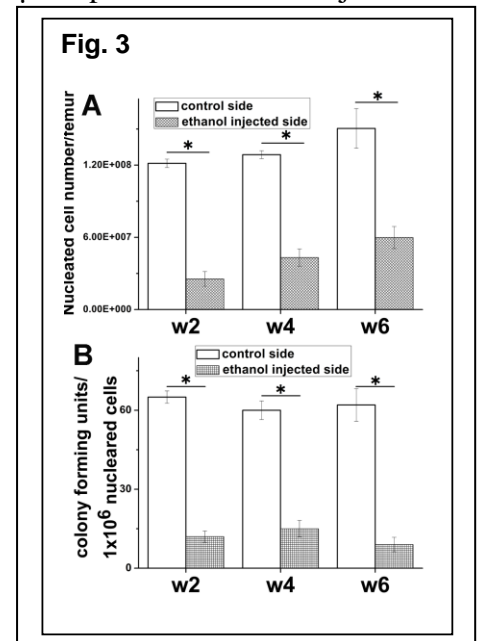 Fig. 3
A
control side
ethanol injected side
Nucleated cell number/femur
1.20E+008
6.00E+007
0.00E+000
*
*
*
w2 w4 w6
B
control side
ethanol injected side
colony forming units/
1x10⁶ nucleared cells
60
30
0
*
*
*
w2 w4 w6